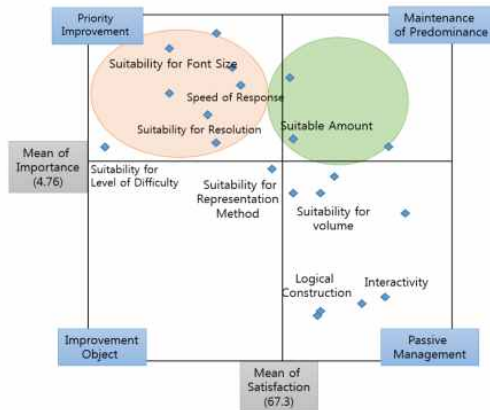 Priority
Improvement
Maintenance
of Predominance
Suitability for Font Size
Speed of Response
Suitability for Resolution
Suitable Amount
Mean of
Importance
(4.76)
Suitability for
Level of Difficulty
Suitability for
Representation
Method
Suitability for
volume
Logical
Construction
Interactivity
Improvement
Object
Passive
Management
Mean of
Satisfaction
(67.3)